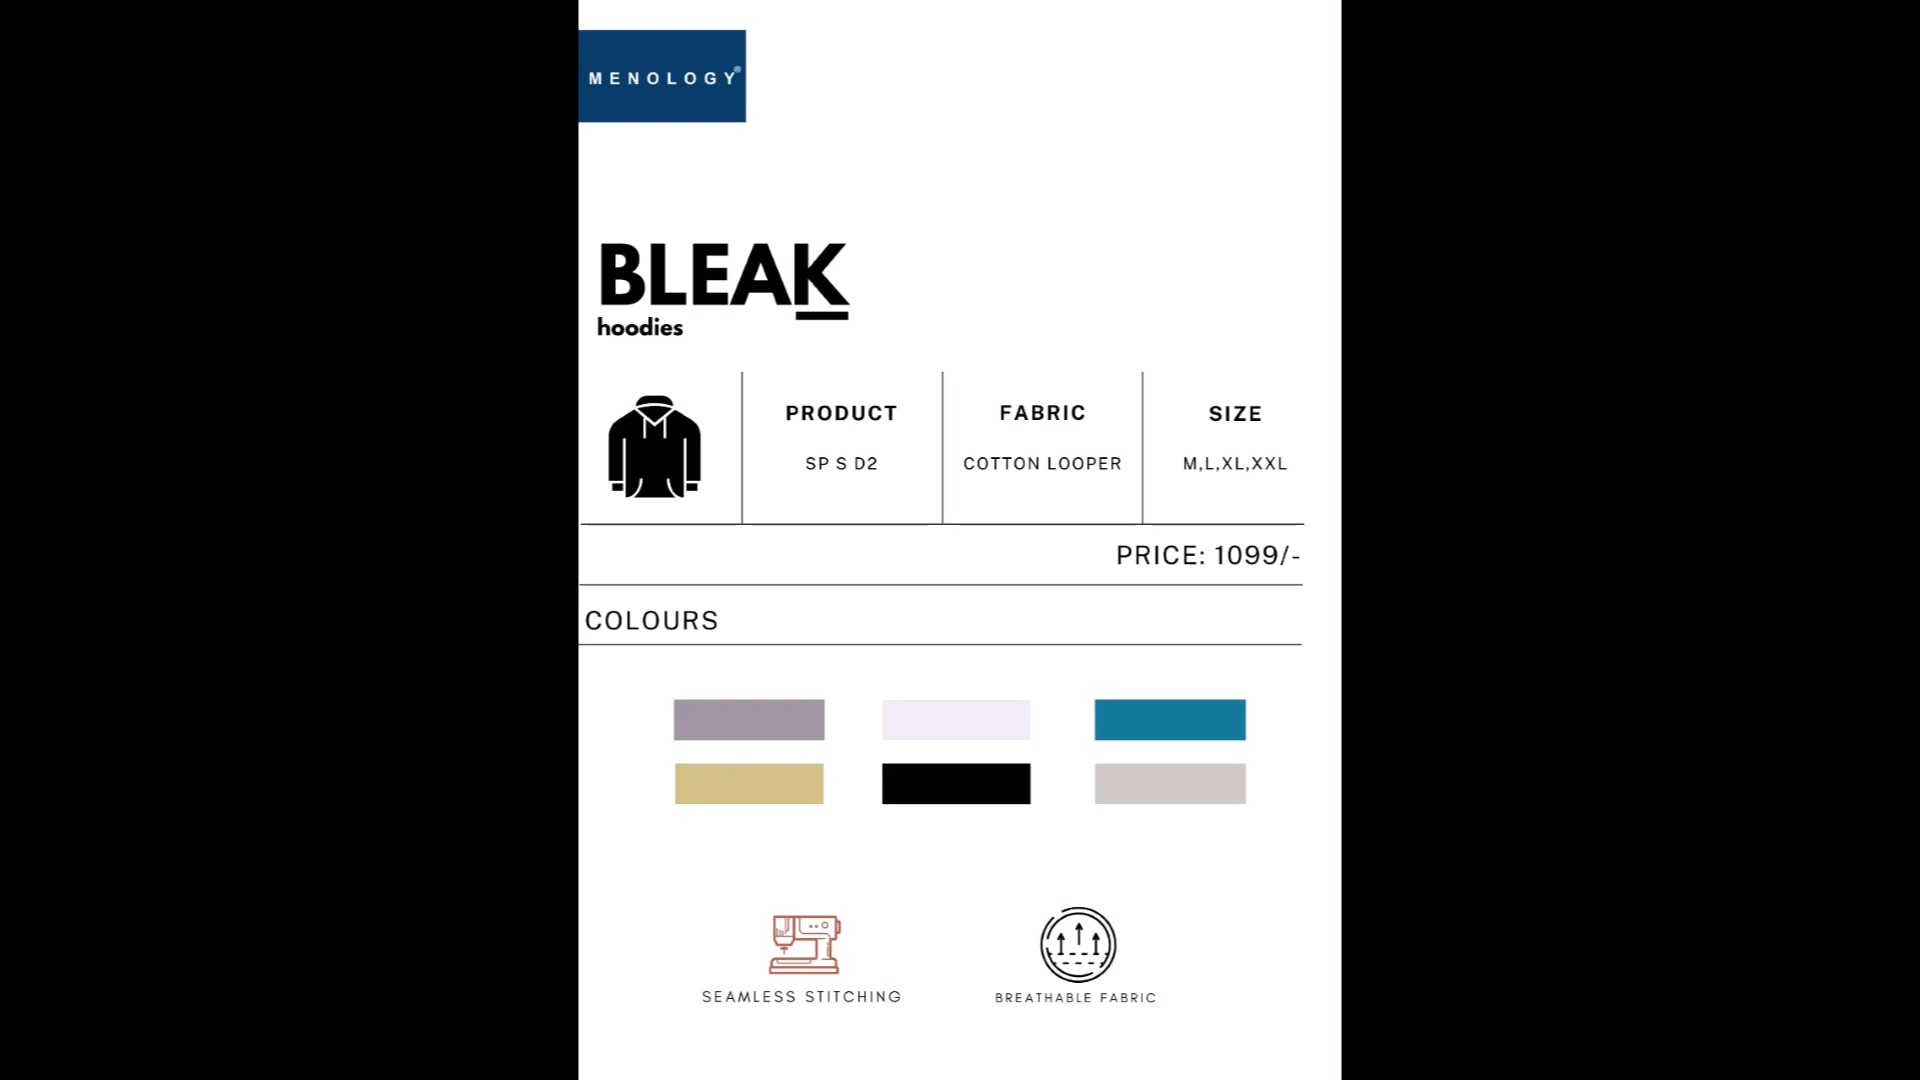 MENOLOGY®
BLEAK
hoodies
PRODUCT
SP S D2
FABRIC
COTTON LOOPER
SIZE
M,L,XL,XXL
PRICE: 1099/-
COLOURS
SEAMLESS STITCHING
BREATHABLE FABRIC